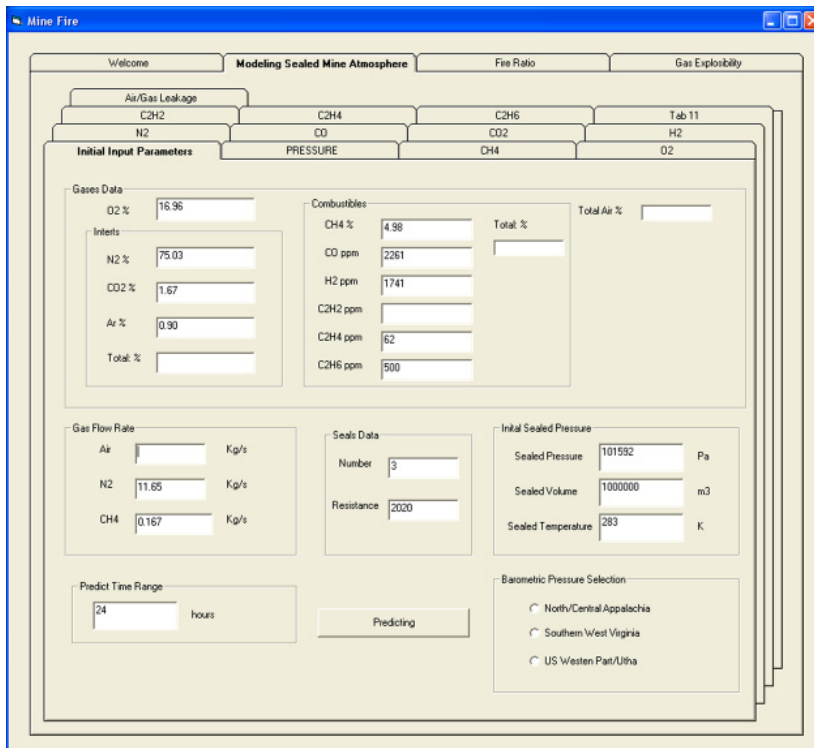 Mine Fire
Welcome
Modeling Sealed Mine Atmosphere
Fire Ratio
Gas Explosibility
Air/Gas Leakage
C2H2
C2H4
C2H6
Tab 11
N2
CO
CO2
H2
Initial Input Parameters
PRESSURE
CH4
O2
Gases Data
O2 %
16.96
Interts
N2 %
75.03
CO2 %
1.67
Ar %
0.90
Total: %
Combustibles
CH4 %
4.98
CO ppm
2261
H2 ppm
1741
C2H2 ppm
C2H4 ppm
62
C2H6 ppm
500
Total: %
Total Air %
Gas Flow Rate
Air
Kg/s
N2
11.65
Kg/s
CH4
0.167
Kg/s
Seals Data
Number
3
Resistance
2020
Inital Sealed Pressure
Sealed Pressure
101592
Pa
Sealed Volume
1000000
m3
Sealed Temperature
283
K
Predict Time Range
24
hours
Predicting
Barometric Pressure Selection
North/Central Appalachia
Southern West Virginia
US Westen Part/Utha